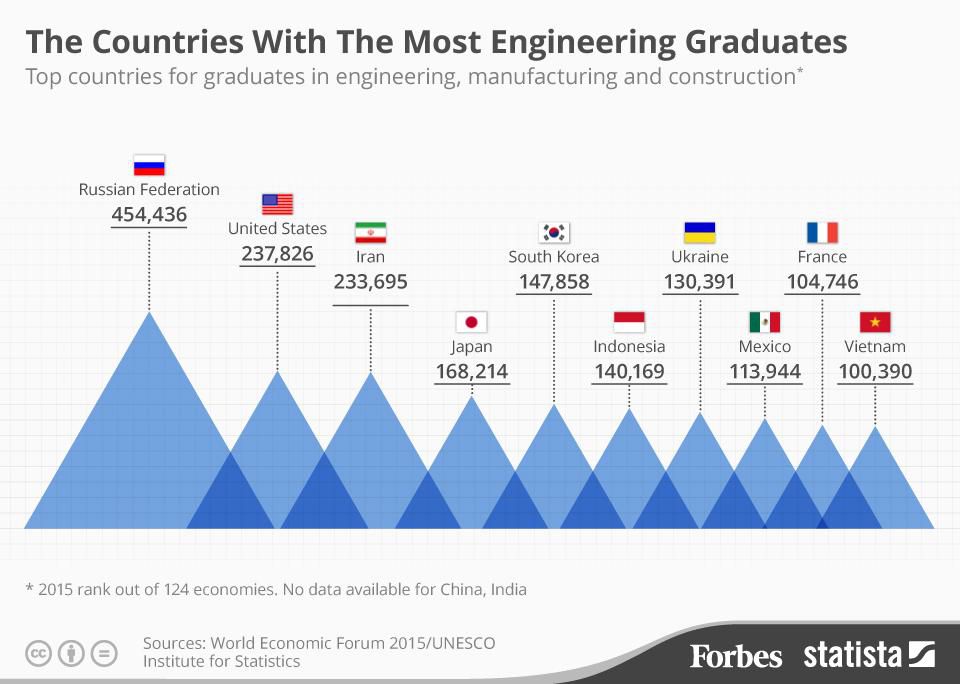 The Countries With The Most Engineering Graduates
Top countries for graduates in engineering, manufacturing and construction*
Russian Federation
454,436
United States
237,826
Iran
233,695
Japan
168,214
South Korea
147,858
Indonesia
140,169
Ukraine
130,391
Mexico
113,944
France
104,746
Vietnam
100,390
* 2015 rank out of 124 economies. No data available for China, India
cc
Sources: World Economic Forum 2015/UNESCO
Institute for Statistics
Forbes
statista